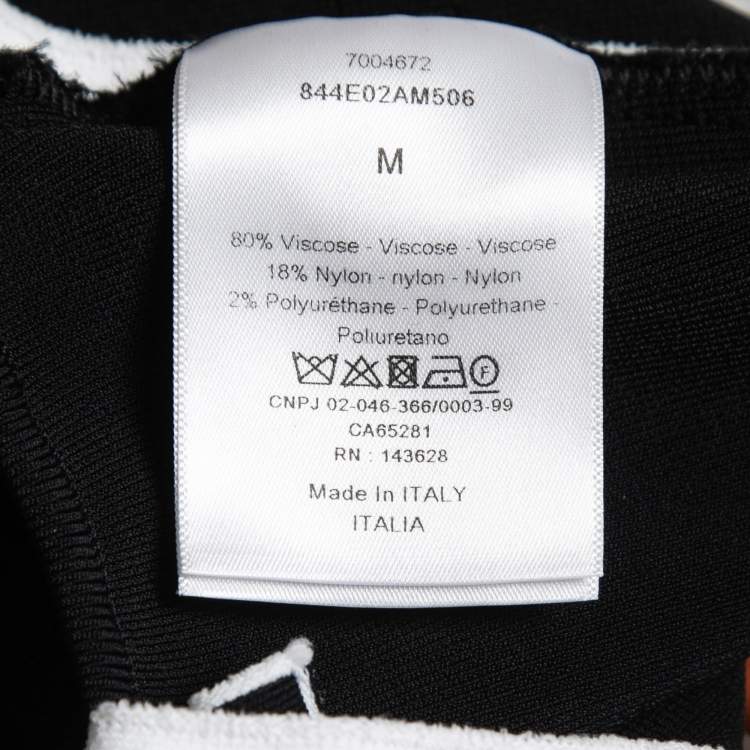 7004672
844E02AM506
M
80% Viscose - Viscose - Viscose
18% Nylon - nylon - Nylon
2% Polyuréthane - Polyurethane -
Poliuretano
F
CNPJ 02-046-366/0003-99
CA65281
RN : 143628
Made In ITALY
ITALIA